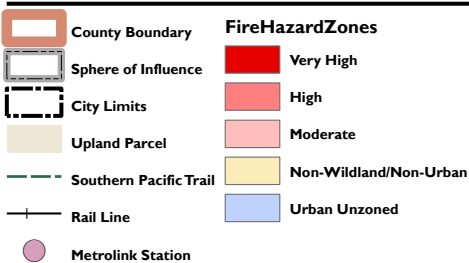 County Boundary
Sphere of Influence
City Limits
Upland Parcel
Southern Pacific Trail
Rail Line
Metrolink Station
FireHazardZones
Very High
High
Moderate
Non-Wildland/Non-Urban
Urban Unzoned